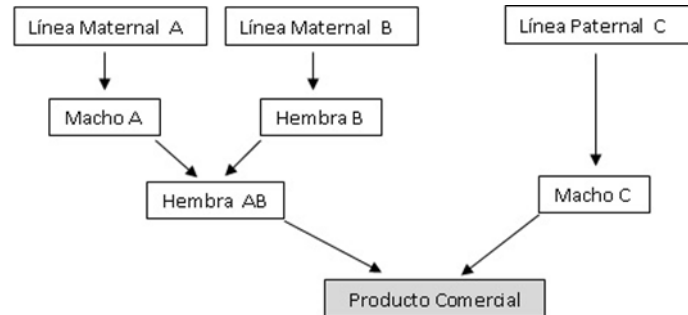 Línea Maternal A
Línea Maternal B
Línea Paternal C
Macho A
Hembra B
Hembra AB
Macho C
Producto Comercial